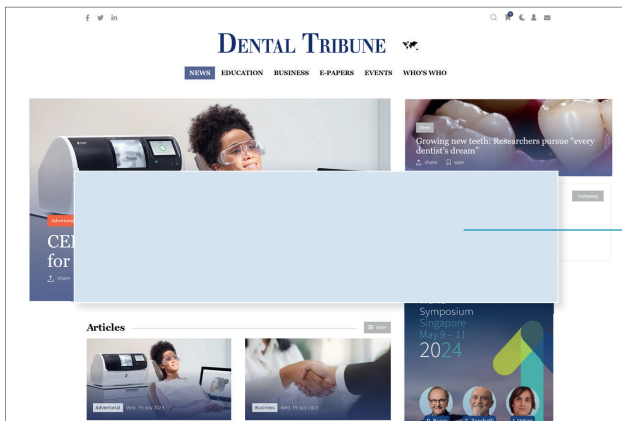 DENTAL TRIBUNE
NEWS EDUCATION BUSINESS E-PAPERS EVENTS WHO'S WHO
News
Growing new teeth: Researchers pursue "every
dentist's dream"
share save
Company
Advertorial
CE
for
share
Symposium
Singapore
May 9 – 11
2024
Articles
Filter
Advertorial Wed. 19. July 2023
Business Wed. 19. July 2023